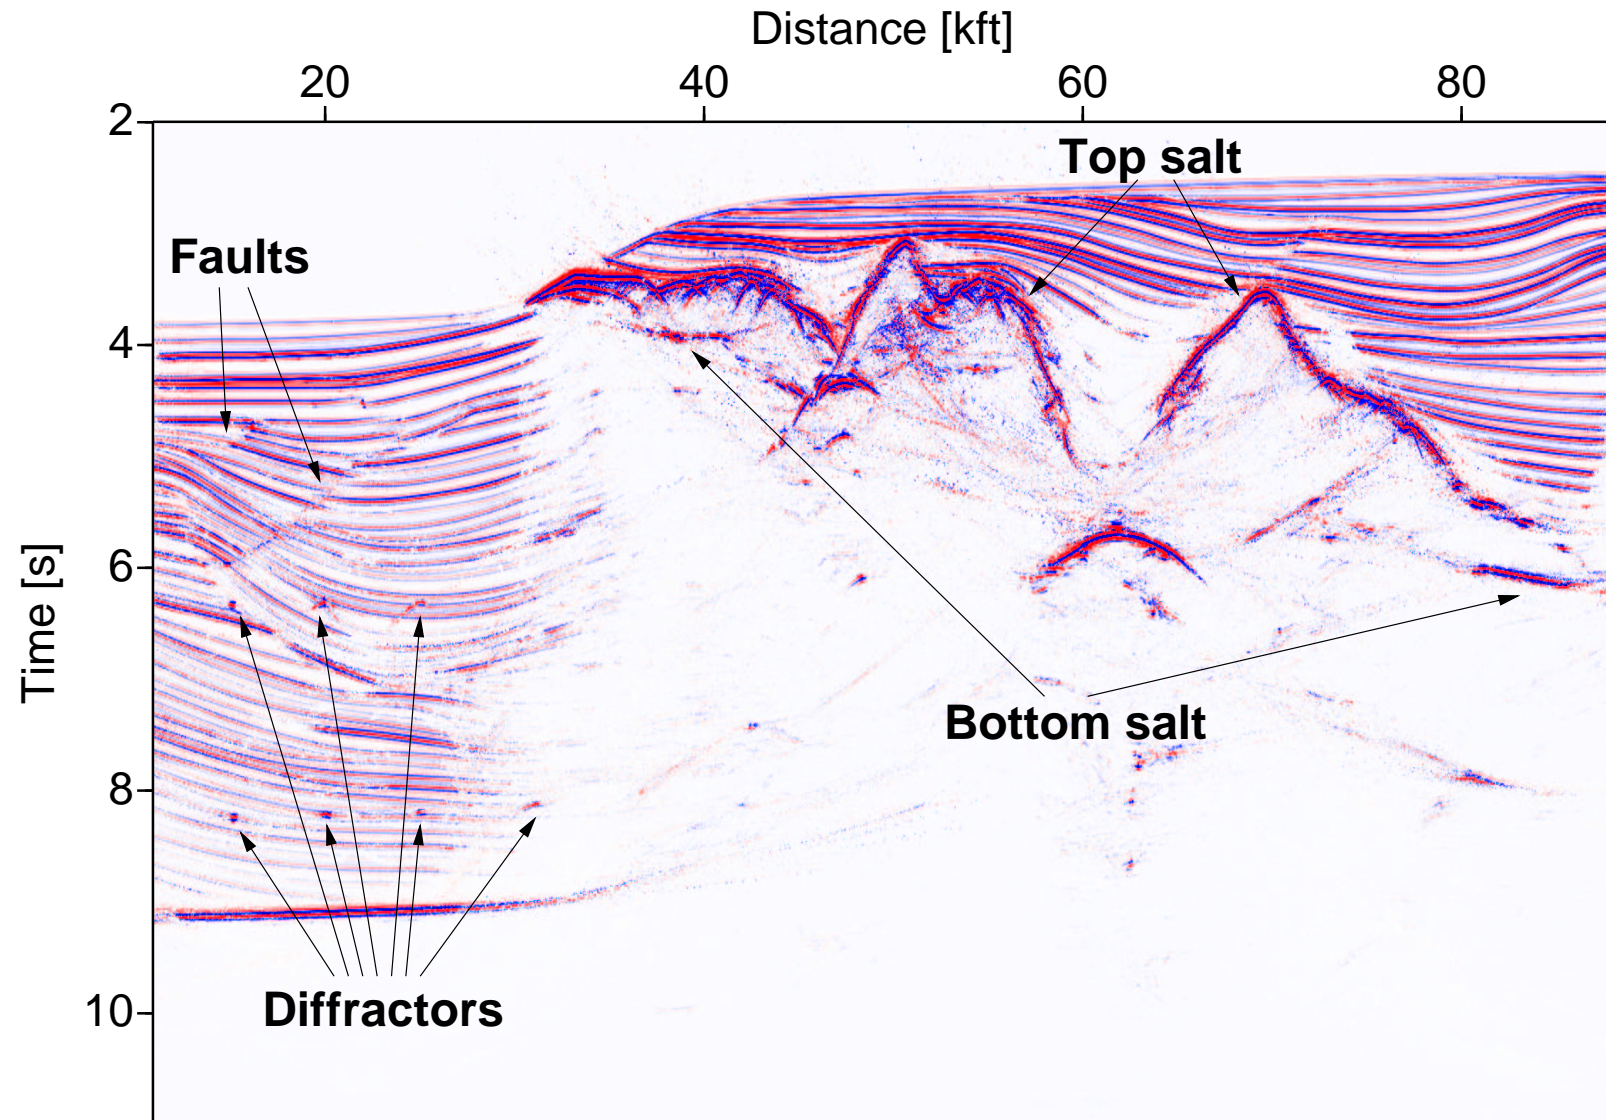 Distance [kft]
20 40 60 80
2
Top salt
Faults
4
6
Time [s]
Bottom salt
8
Diffractors
10